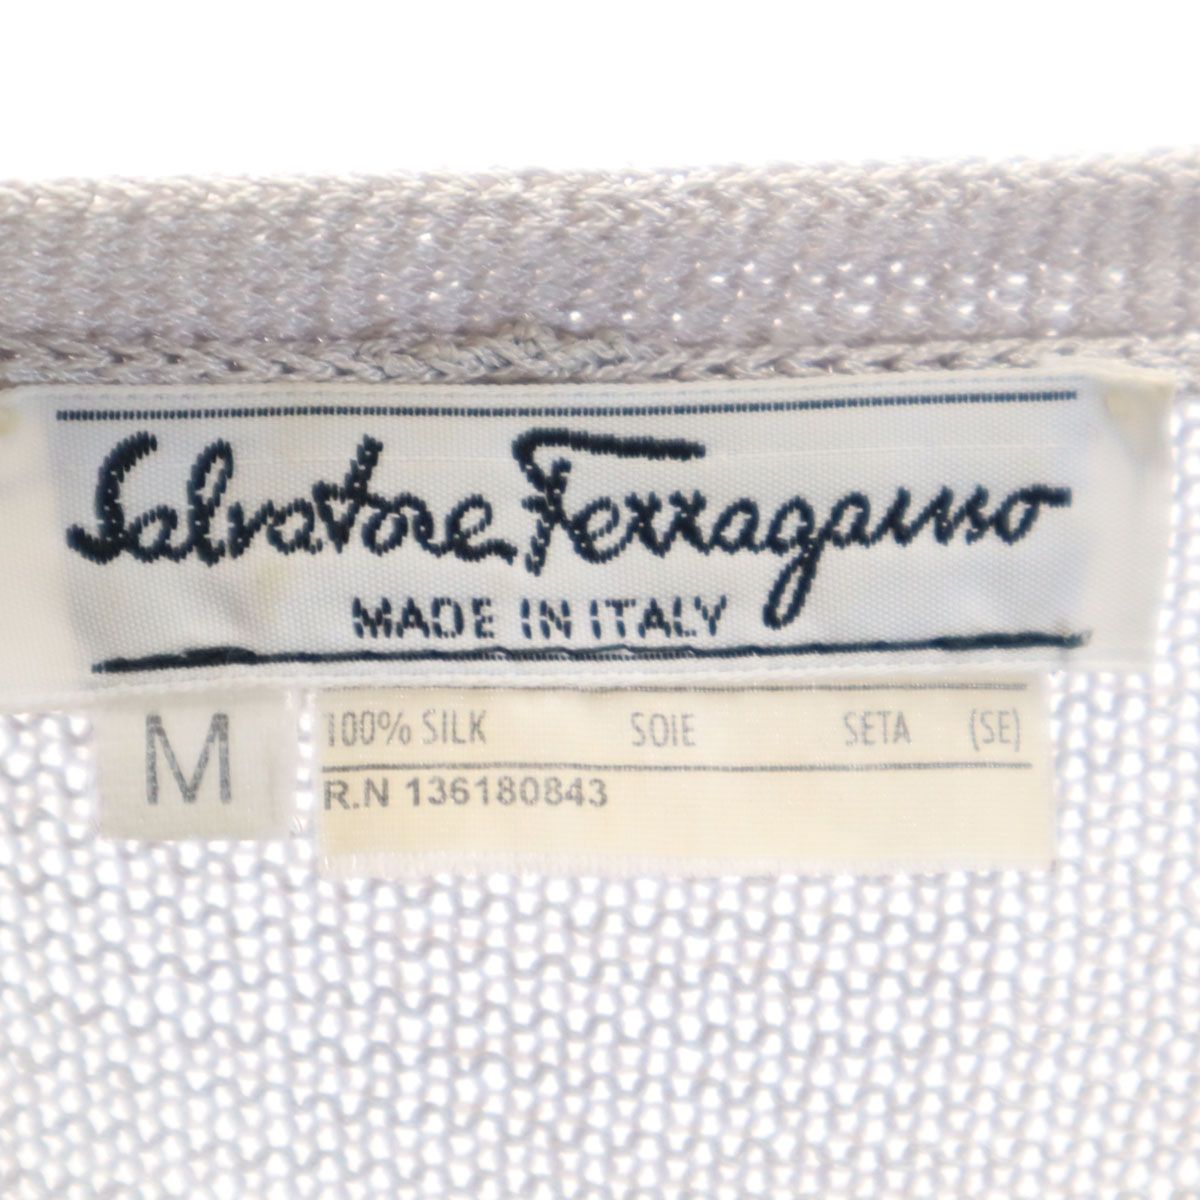 Salvatore Ferragamo
MADE IN ITALY
M
100% SILK SOIE SETA (SE)
R.N 136180843